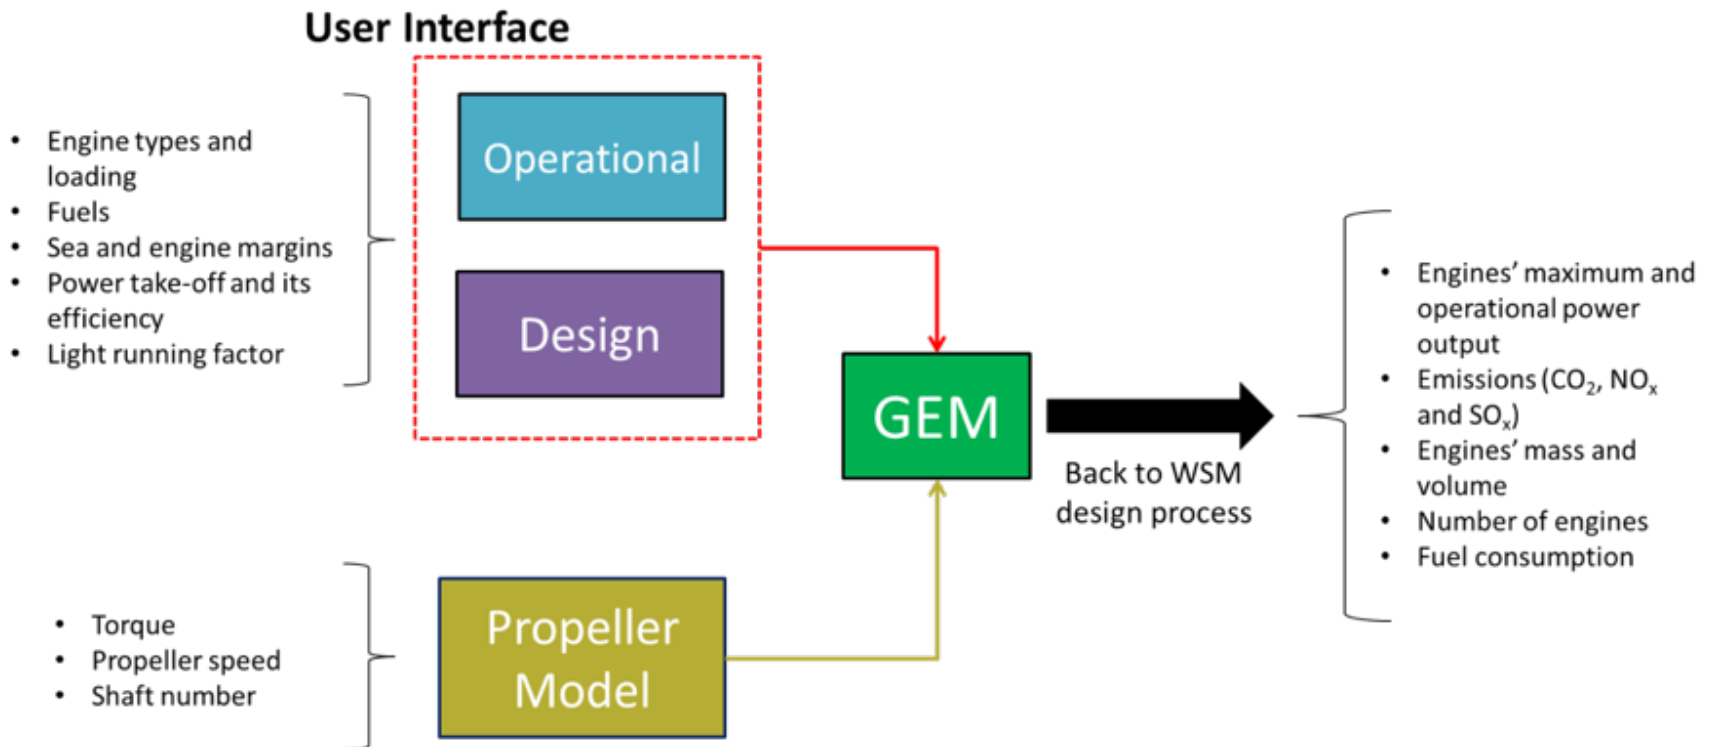 User Interface
• Engine types and
loading
• Fuels
• Sea and engine margins
• Power take-off and its
efficiency
• Light running factor
Operational
Design
• Torque
• Propeller speed
• Shaft number
Propeller
Model
GEM
Back to WSM
design process
• Engines’ maximum and
operational power
output
• Emissions (CO₂, NOₓ
and SOₓ)
• Engines’ mass and
volume
• Number of engines
• Fuel consumption